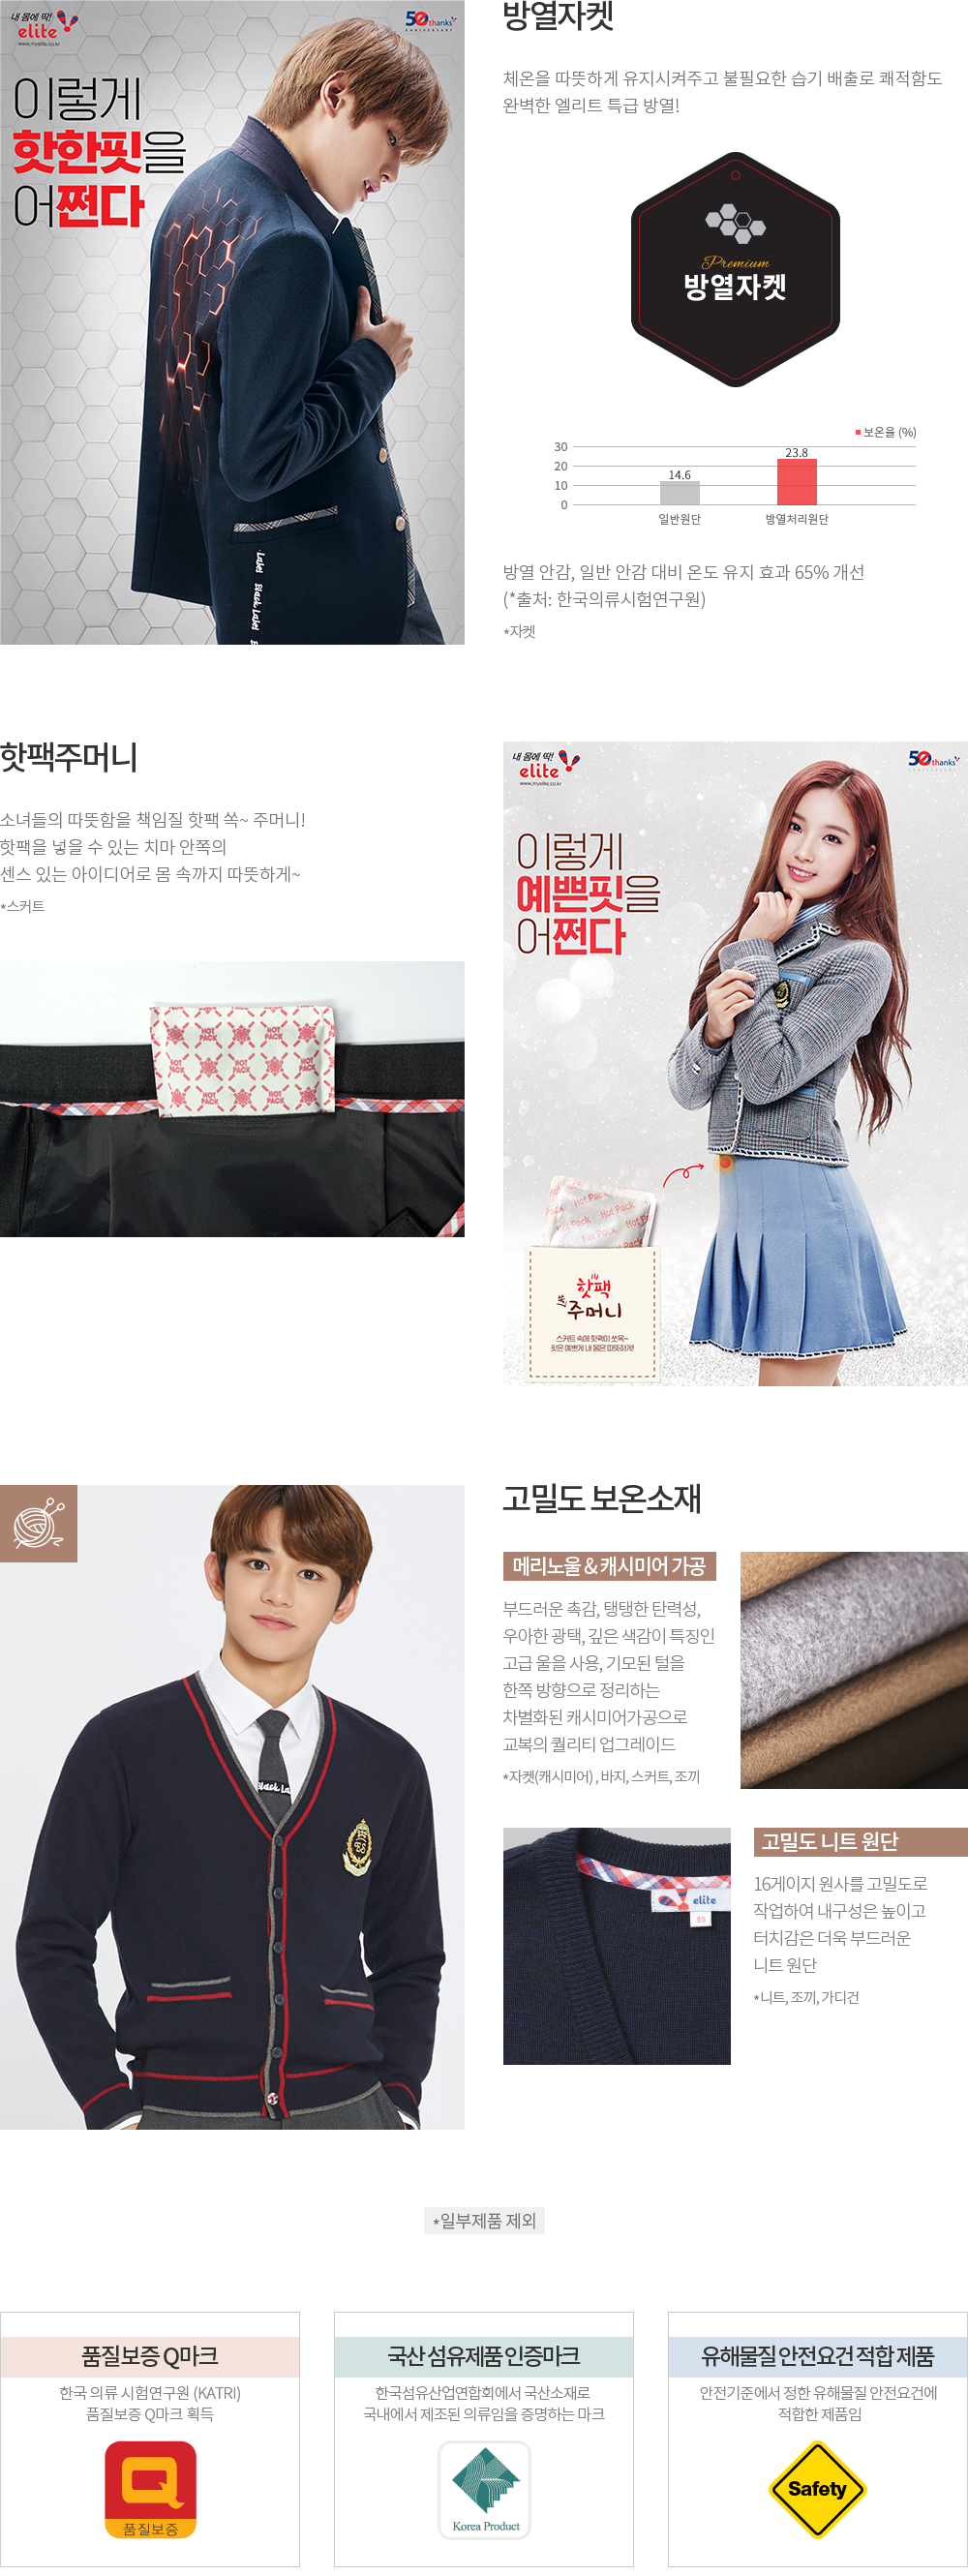 내 몸에 딱!
elite
www.myelite.co.kr
50 thanks
ANNIVERSARY
이렇게
핫한핏을
어쩐다
Label Black Label
방열자켓
체온을 따뜻하게 유지시켜주고 불필요한 습기 배출로 쾌적함도
완벽한 엘리트 특급 방열!
Premium
방열자켓
보온율 (%)
30
20
10
0
14.6
23.8
일반원단
방열처리원단
방열 안감, 일반 안감 대비 온도 유지 효과 65% 개선
(*출처: 한국의류시험연구원)
*자켓
핫팩주머니
소녀들의 따뜻함을 책임질 핫팩 쏙~ 주머니!
핫팩을 넣을 수 있는 치마 안쪽의
센스 있는 아이디어로 몸 속까지 따뜻하게~
*스커트
HOT PACK
HOT PACK
HOT PACK
HOT PACK
HOT PACK
내 몸에 딱!
elite
www.myelite.co.kr
50 thanks
ANNIVERSARY
이렇게
예쁜핏을
어쩐다
Hot Pack
Hot Pack
Hot Pack
핫팩
쏙 주머니
스커트 속에 핫팩이 쏘옥~
핏은 예쁘게 내 몸은 따뜻하게!
고밀도 보온소재
메리노울 & 캐시미어 가공
부드러운 촉감, 탱탱한 탄력성,
우아한 광택, 깊은 색감이 특징인
고급 울을 사용, 기모된 털을
한쪽 방향으로 정리하는
차별화된 캐시미어가공으로
교복의 퀄리티 업그레이드
*자켓(캐시미어) , 바지, 스커트, 조끼
Black La
elite
85
고밀도 니트 원단
16게이지 원사를 고밀도로
작업하여 내구성은 높이고
터치감은 더욱 부드러운
니트 원단
*니트, 조끼, 가디건
*일부제품 제외
품질보증 Q마크
한국 의류 시험연구원 (KATRI)
품질보증 Q마크 획득
Q
품질보증
국산 섬유제품 인증마크
한국섬유산업연합회에서 국산소재로
국내에서 제조된 의류임을 증명하는 마크
Korea Product
유해물질 안전요건 적합 제품
안전기준에서 정한 유해물질 안전요건에
적합한 제품임
Safety